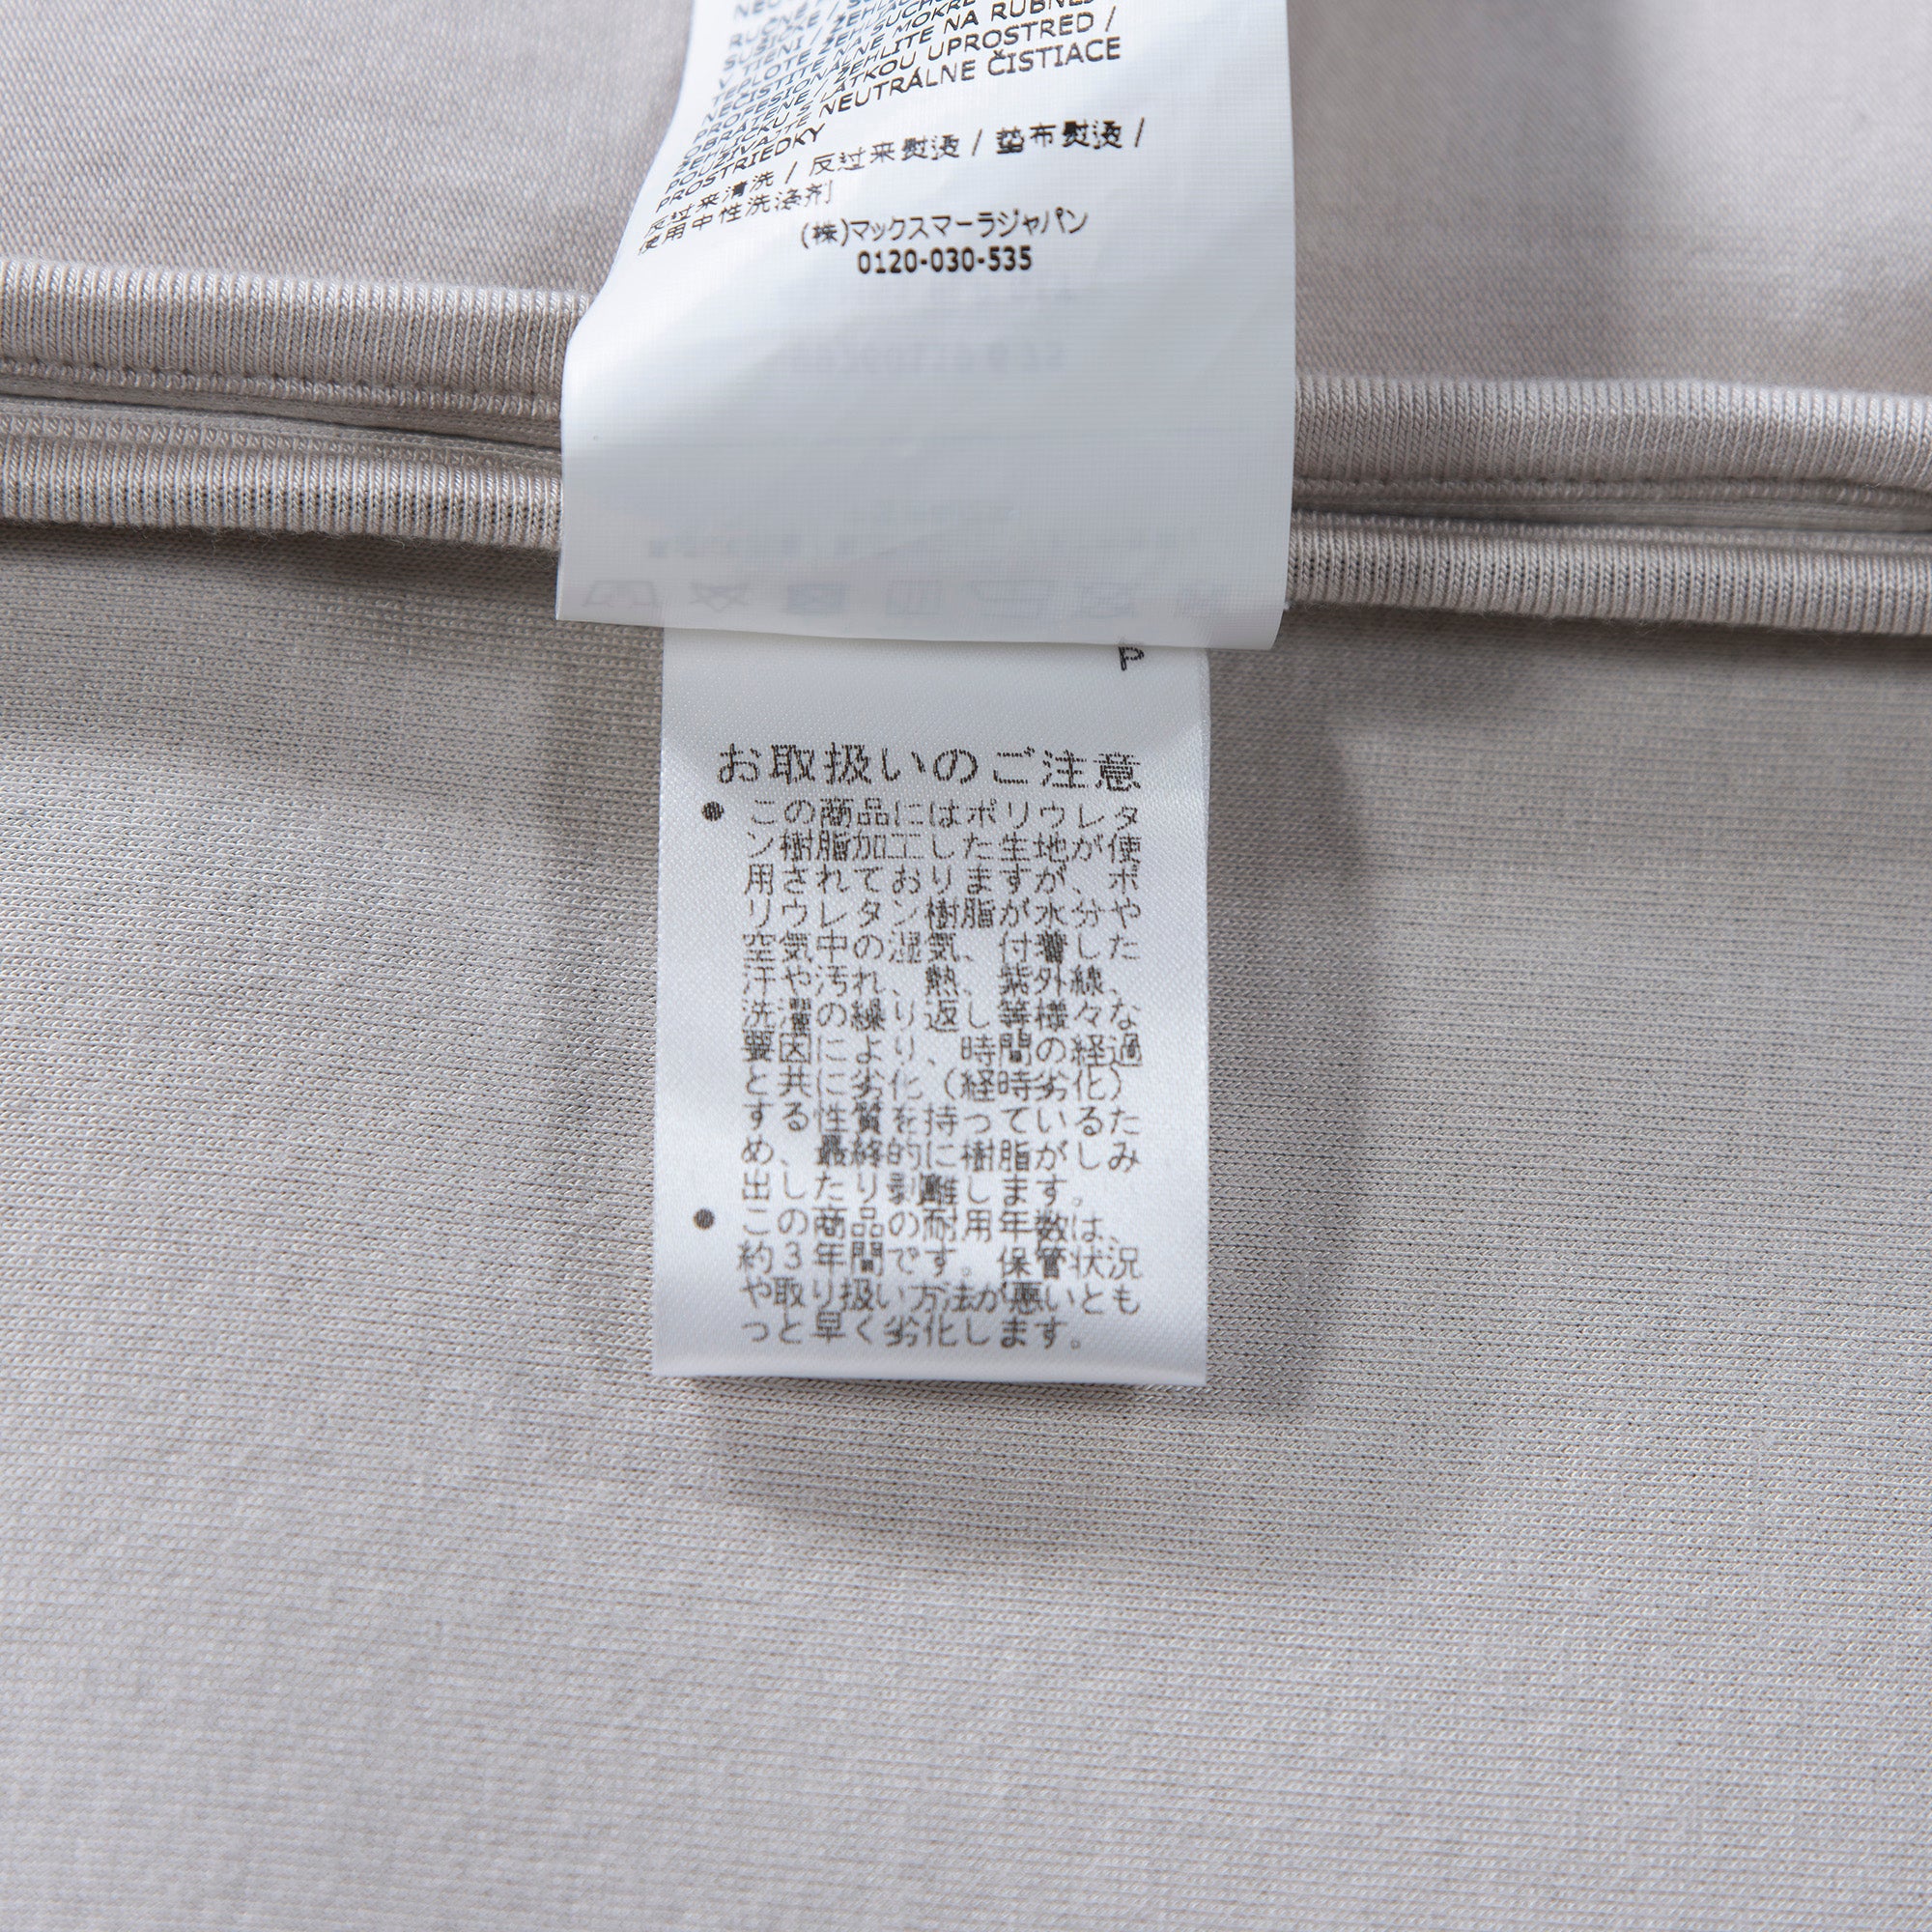 TEPLOTE
PROFESIONÁLNE MOKRÉ
ŽEHLITE NA
LÁTKOU UPROSTRED /
POUŽÍVAJTE NEUTRÁLNE ČISTIACE
PROSTRIEDKY
反过来清洗 / 反过来熨烫 / 垫布熨烫 /
使用中性洗涤剂
(株)マックスマーラジャパン
0120-030-535
P
お取扱いのご注意
● この商品にはポリウレタ
ン樹脂加工した生地が使
用されておりますが、ポ
リウレタン樹脂が水分や
空気中の湿気、付着した
汗や汚れ、熱、紫外線、
洗濯の繰り返し等様々な
要因により、時間の経過
と共に劣化（経時劣化）
する性質を持っているた
め、最終的に樹脂がしみ
出したり剥離します。
● この商品の耐用年数は、
約３年間です。保管状況
や取り扱い方法が悪いとも
っと早く劣化します。